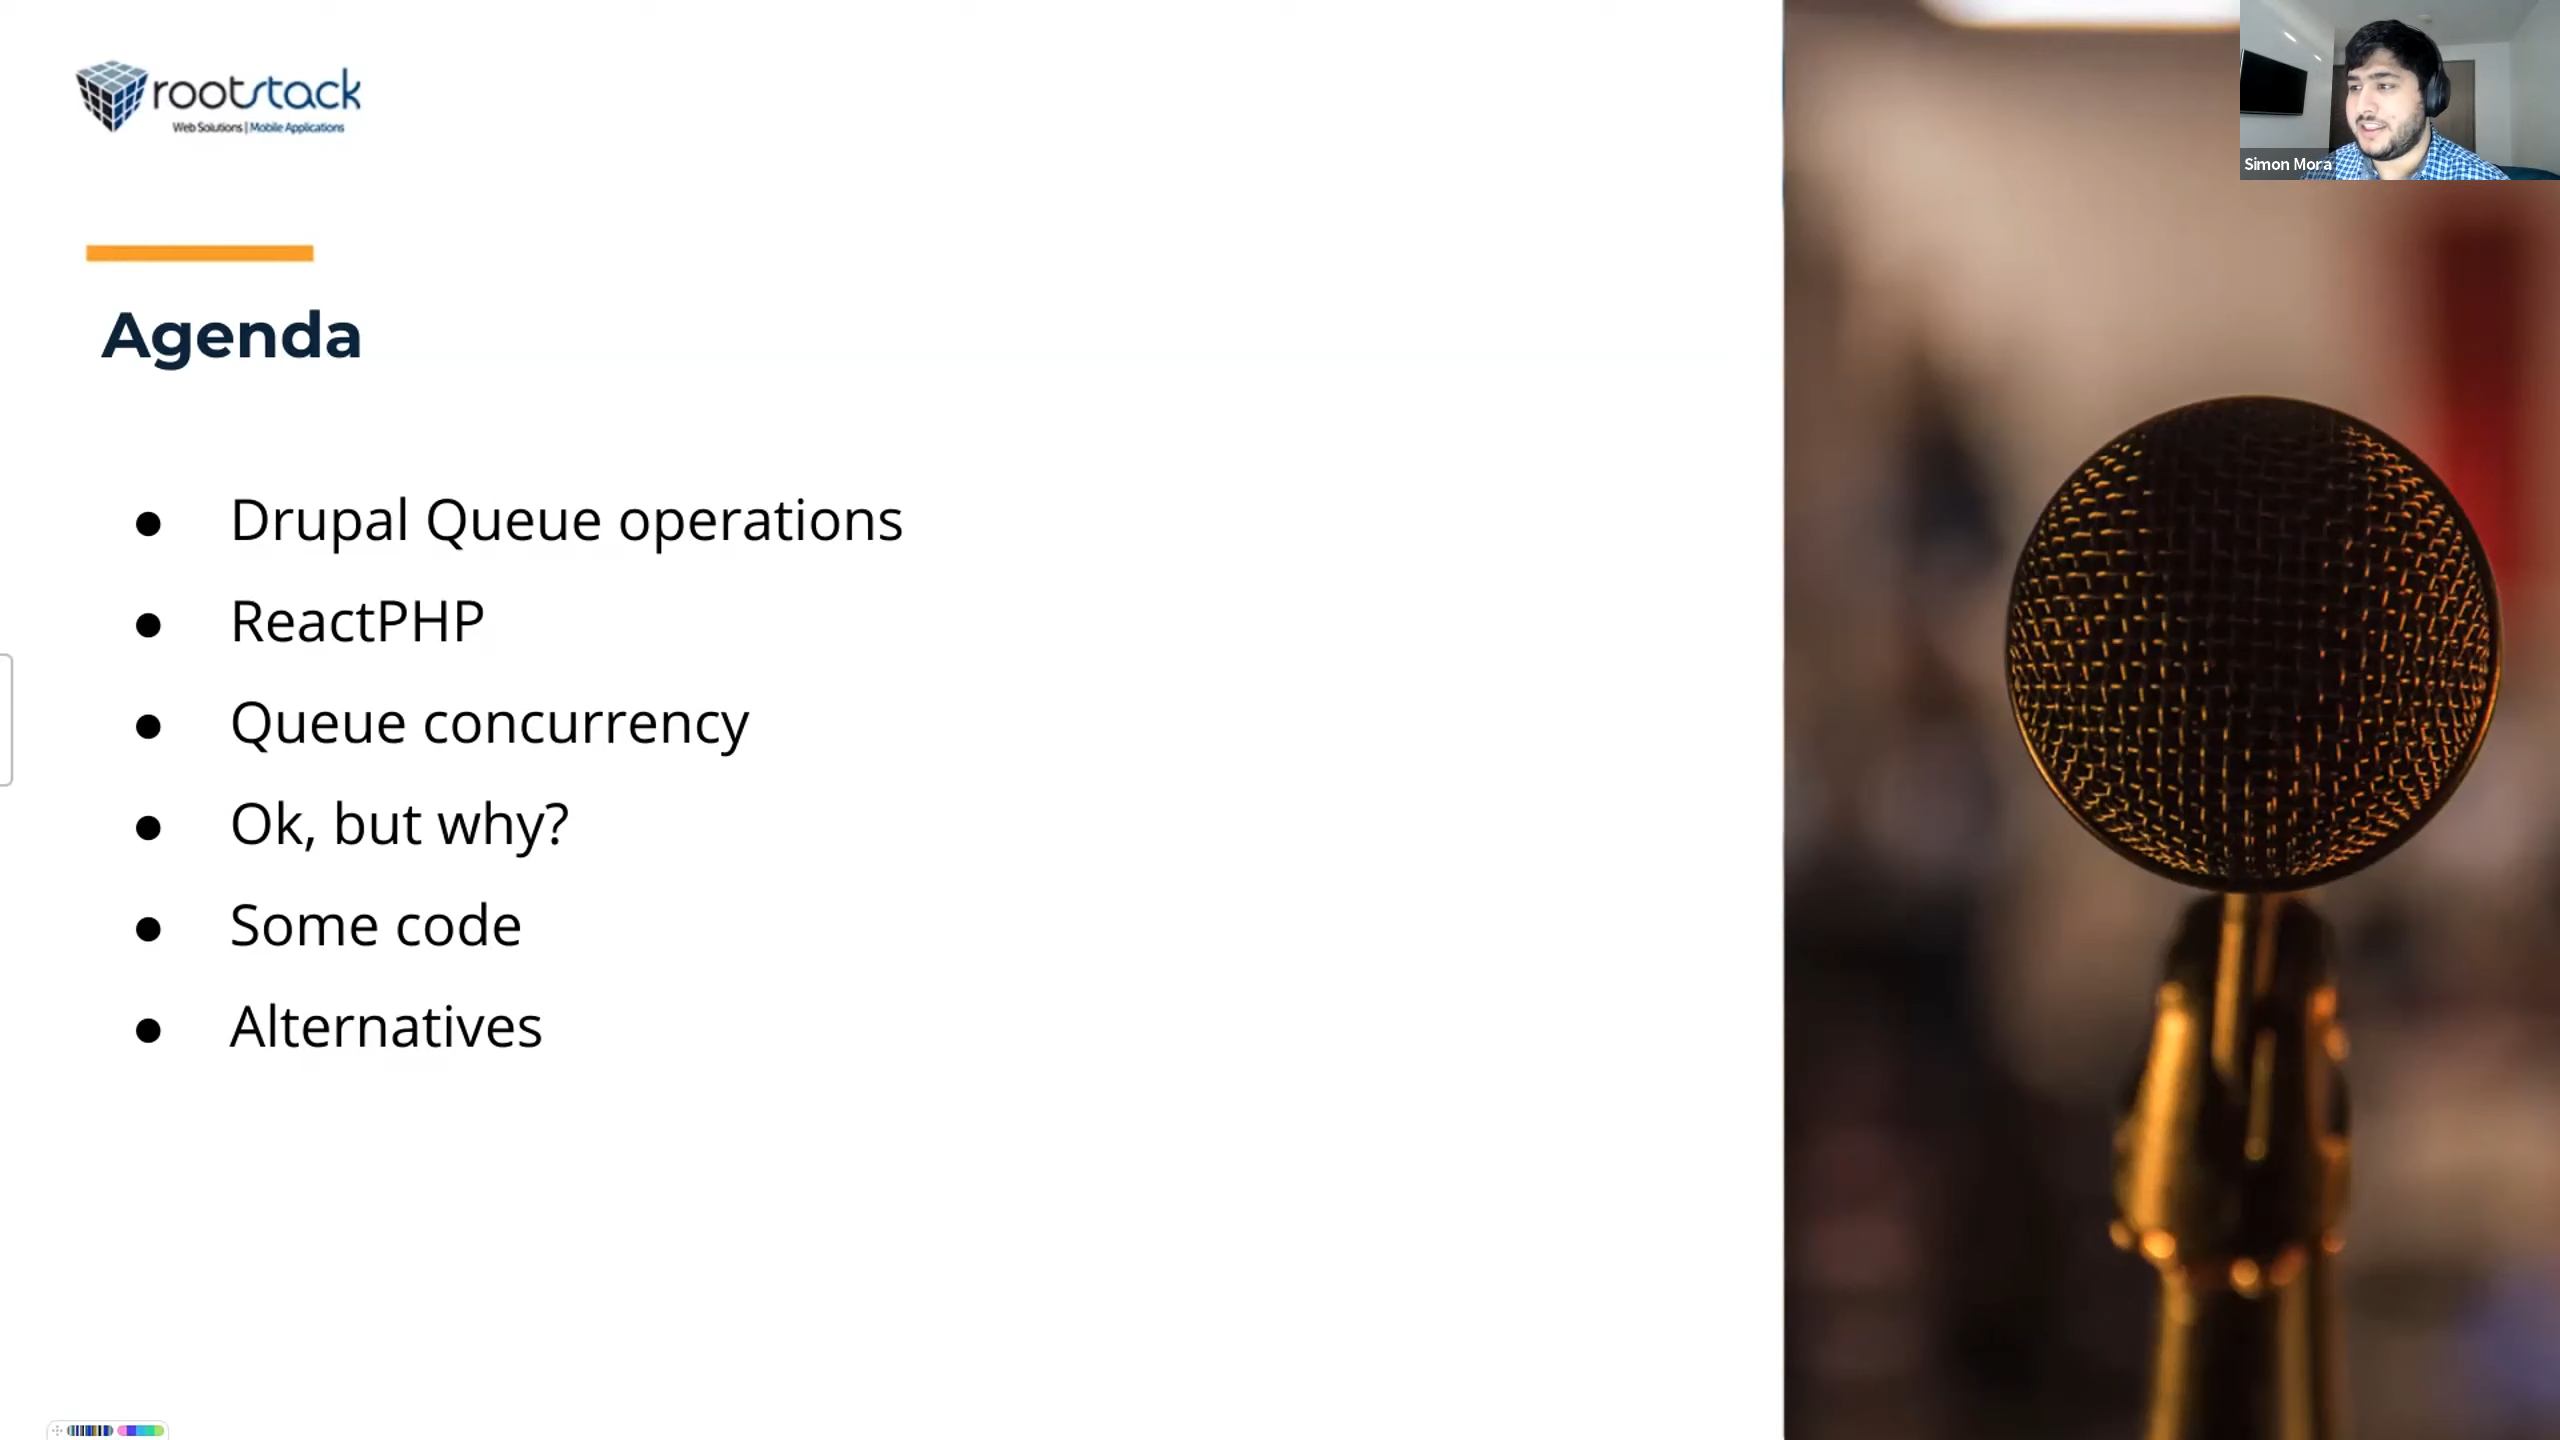 rootstack
Web Solutions | Mobile Applications
Simon Mora
Agenda
● Drupal Queue operations
● ReactPHP
● Queue concurrency
● Ok, but why?
● Some code
● Alternatives